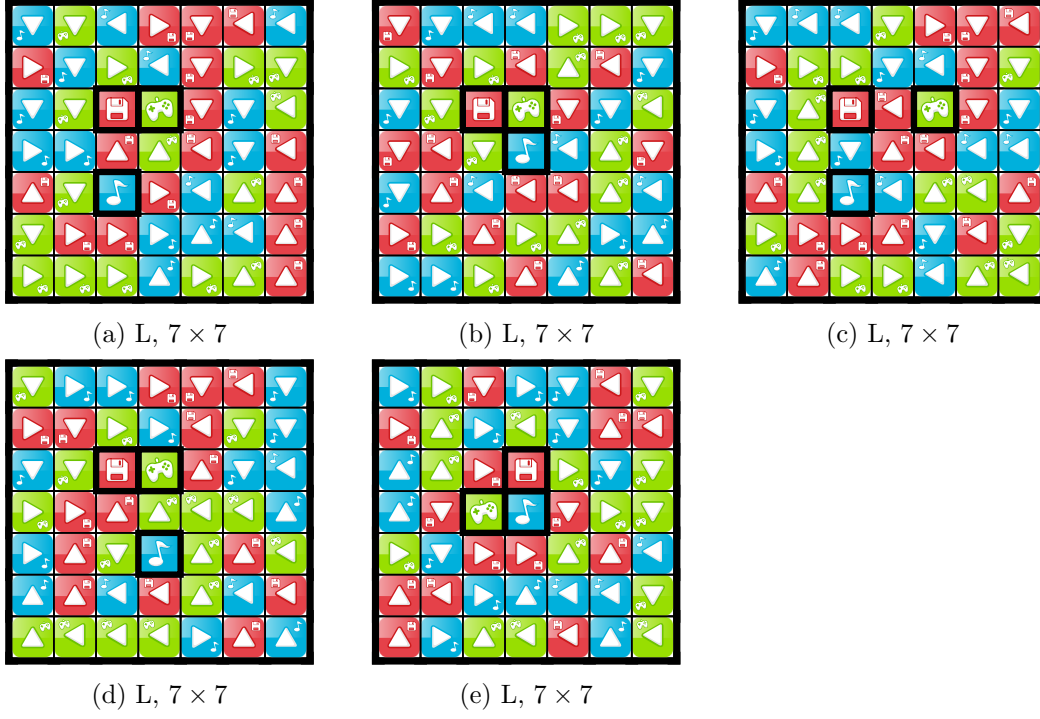 (a) L, 7 × 7
(b) L, 7 × 7
(c) L, 7 × 7
(d) L, 7 × 7
(e) L, 7 × 7